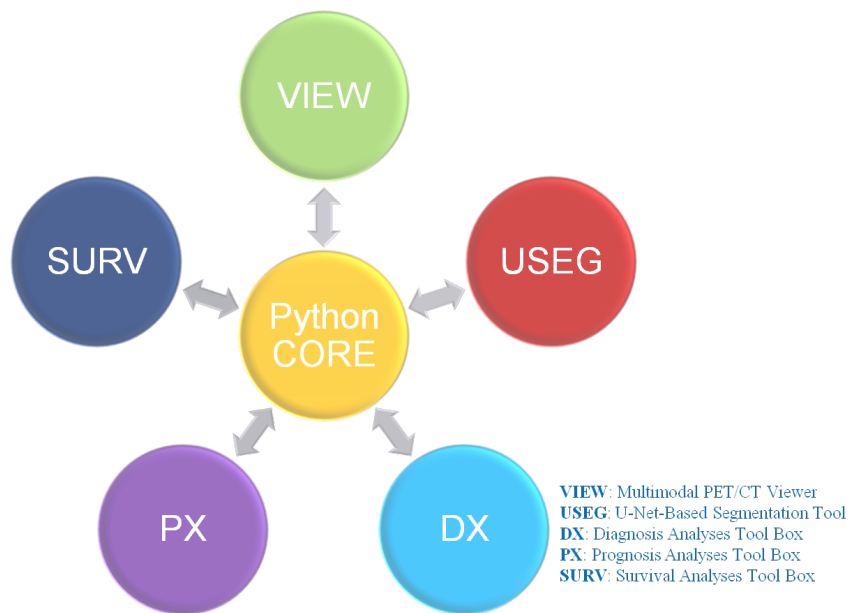 VIEW
SURV
USEG
Python
CORE
PX
DX
VIEW: Multimodal PET/CT Viewer
USEG: U-Net-Based Segmentation Tool
DX: Diagnosis Analyses Tool Box
PX: Prognosis Analyses Tool Box
SURV: Survival Analyses Tool Box